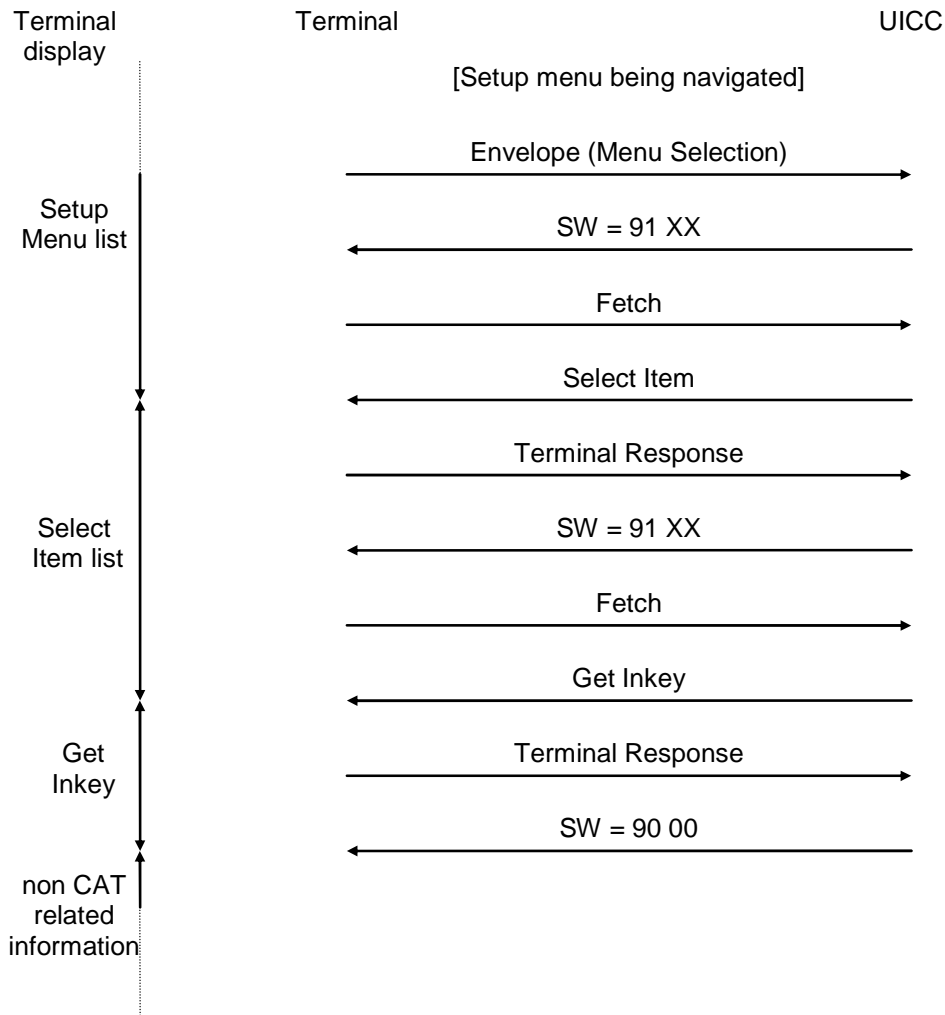 Terminal
display
Terminal
UICC
[Setup menu being navigated]
Envelope (Menu Selection)
Setup
Menu list
SW = 91 XX
Fetch
Select Item
Terminal Response
Select
Item list
SW = 91 XX
Fetch
Get Inkey
Get
Inkey
Terminal Response
SW = 90 00
non CAT
related
information